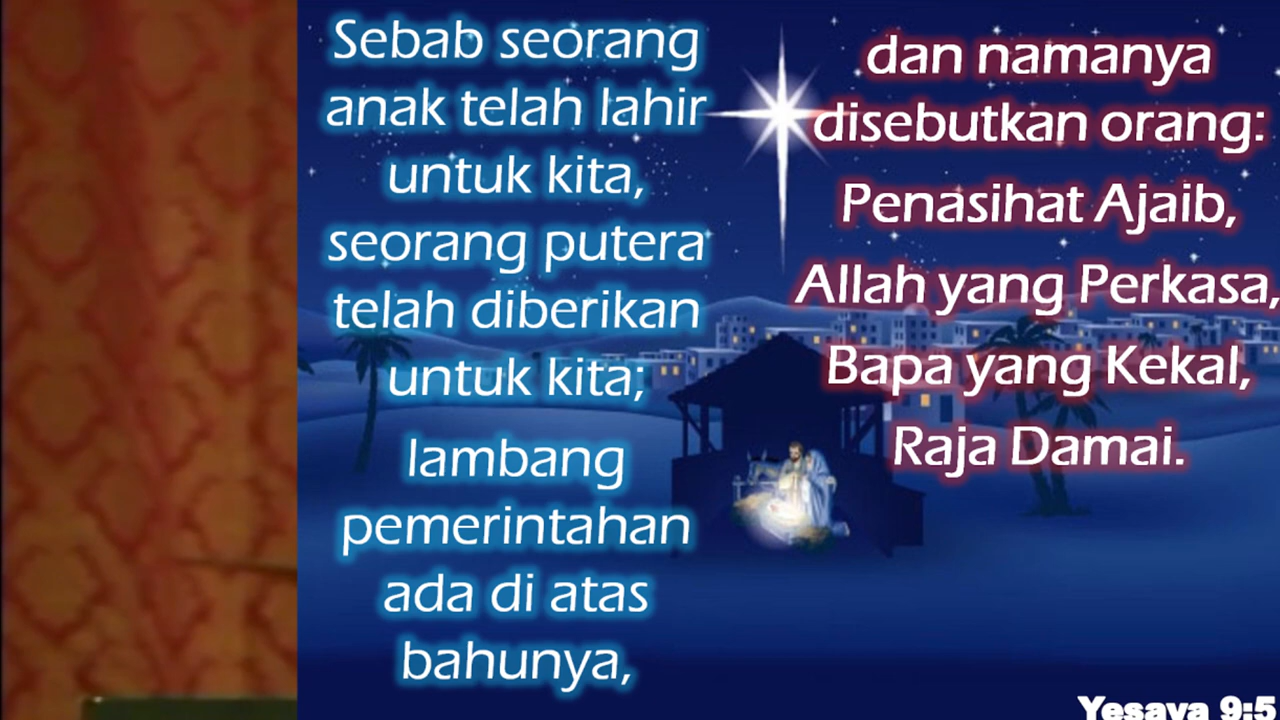 Sebab seorang
anak telah lahir
untuk kita,
seorang putera
telah diberikan
untuk kita;
lambang
pemerintahan
ada di atas
bahunya,
dan namanya
disebutkan orang:
Penasihat Ajaib,
Allah yang Perkasa,
Bapa yang Kekal,
Raja Damai.
Yesaya 9:5